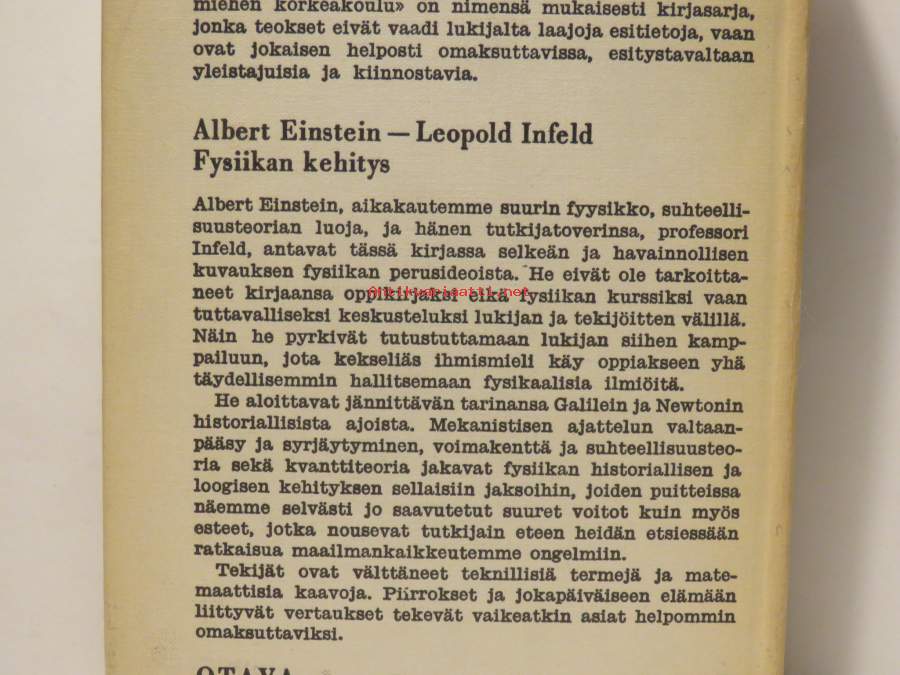 miehen korkeakoulu» on nimensä mukaisesti kirjasarja,
jonka teokset eivät vaadi lukijalta laajoja esitietoja, vaan
ovat jokaisen helposti omaksuttavissa, esitystavaltaan
yleistajuisia ja kiinnostavia.
Albert Einstein — Leopold Infeld
Fysiikan kehitys
Albert Einstein, aikakautemme suurin fyysikko, suhteelli-
suusteorian luoja, ja hänen tutkijatoverinsa, professori
Infeld, antavat tässä kirjassa selkeän ja havainnollisen
kuvauksen fysiikan perusideoista. He eivät ole tarkoitta-
neet kirjaansa oppikirjaksi eikä fysiikan kurssiksi vaan
Antikvariaatti.net
tuttavalliseksi keskusteluksi lukijan ja tekijöitten välillä.
Näin he pyrkivät tutustuttamaan lukijan siihen kamp-
pailuun, jota kekseliäs ihmismieli käy oppiakseen yhä
täydellisemmin hallitsemaan fysikaalisia ilmiöitä.
He aloittavat jännittävän tarinansa Galilein ja Newtonin
historiallisista ajoista. Mekanistisen ajattelun valtaan-
pääsy ja syrjäytyminen, voimakenttä ja suhteellisuusteo-
ria sekä kvanttiteoria jakavat fysiikan historiallisen ja
loogisen kehityksen sellaisiin jaksoihin, joiden puitteissa
näemme selvästi jo saavutetut suuret voitot kuin myös
esteet, jotka nousevat tutkijain eteen heidän etsiessään
ratkaisua maailmankaikkeutemme ongelmiin.
Tekijät ovat välttäneet teknillisiä termejä ja mate-
maattisia kaavoja. Piirrokset ja jokapäiväiseen elämään
liittyvät vertaukset tekevät vaikeatkin asiat helpommin
omaksuttaviksi.
OTAVA